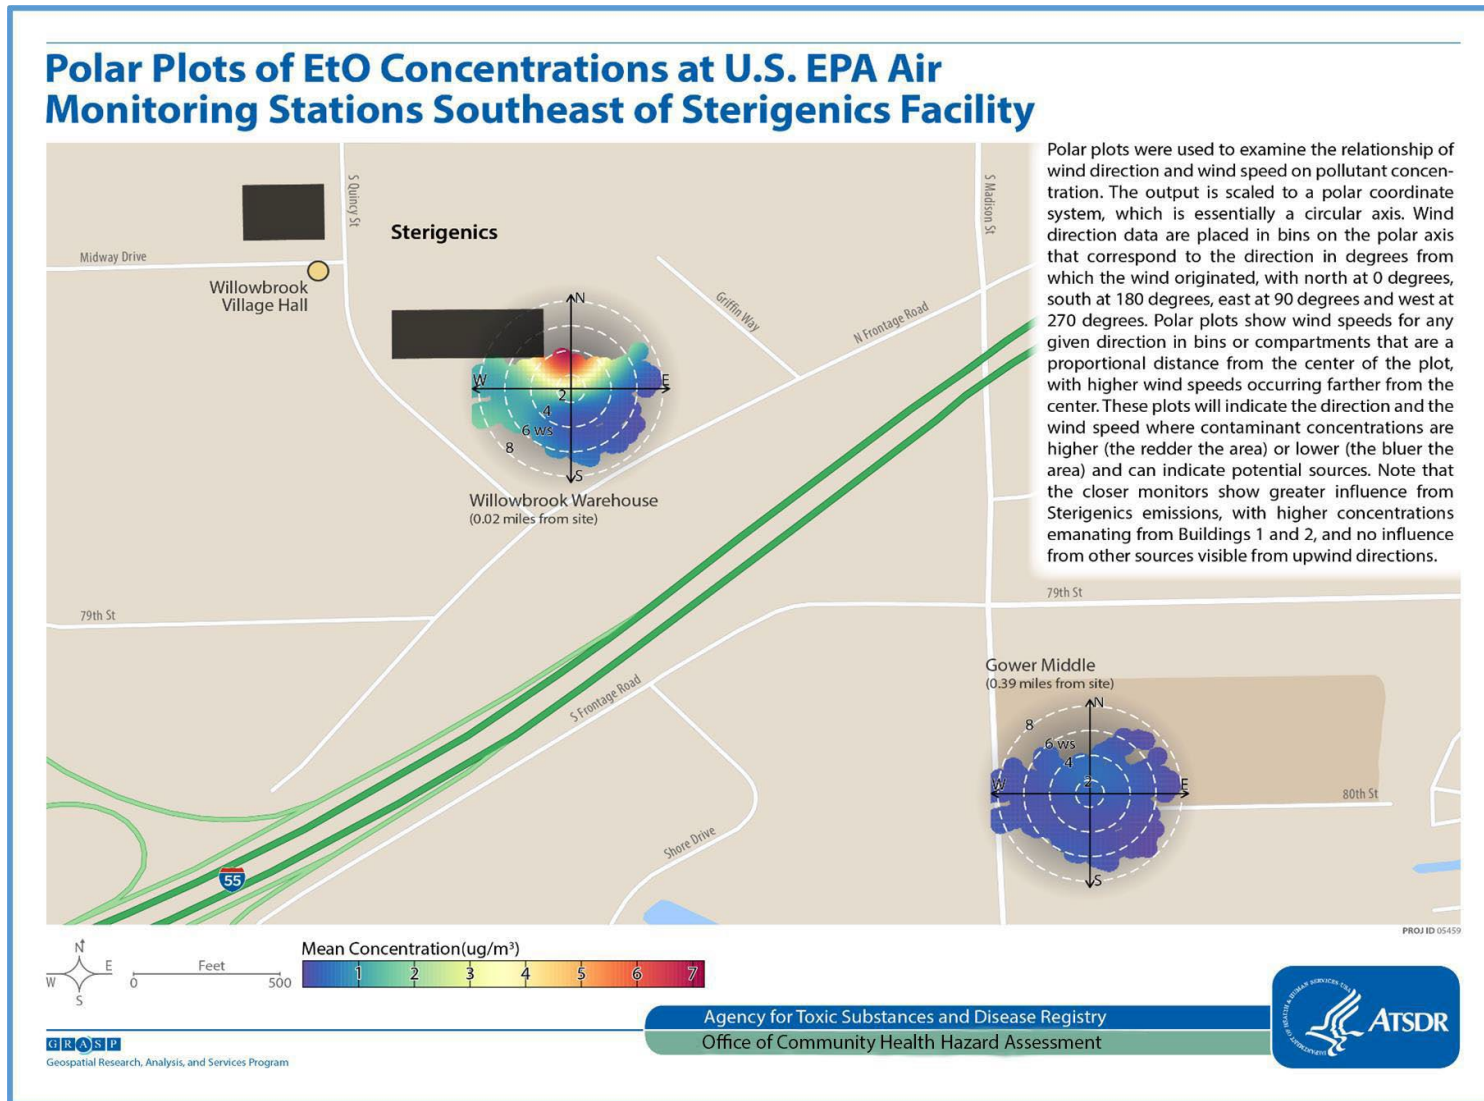 Polar Plots of EtO Concentrations at U.S. EPA Air
Monitoring Stations Southeast of Sterigenics Facility
Polar plots were used to examine the relationship of
wind direction and wind speed on pollutant concen-
tration. The output is scaled to a polar coordinate
system, which is essentially a circular axis. Wind
direction data are placed in bins on the polar axis
that correspond to the direction in degrees from
which the wind originated, with north at 0 degrees,
south at 180 degrees, east at 90 degrees and west at
270 degrees. Polar plots show wind speeds for any
given direction in bins or compartments that are a
proportional distance from the center of the plot,
with higher wind speeds occurring farther from the
center. These plots will indicate the direction and the
wind speed where contaminant concentrations are
higher (the redder the area) or lower (the bluer the
area) and can indicate potential sources. Note that
the closer monitors show greater influence from
Sterigenics emissions, with higher concentrations
emanating from Buildings 1 and 2, and no influence
from other sources visible from upwind directions.
S Quincy St
S Madison St
Sterigenics
Midway Drive
Willowbrook
Village Hall
Griffin Way
N Frontage Road
N
W
E
2
4
6 ws
8
S
Willowbrook Warehouse
(0.02 miles from site)
79th St
79th St
Gower Middle
(0.39 miles from site)
S Frontage Road
N
8
6 ws
4
2
W
E
S
80th St
Shore Drive
55
PROJ ID 05459
N
W
E
S
Feet
0
500
Mean Concentration(ug/m³)
1 2 3 4 5 6 7
Agency for Toxic Substances and Disease Registry
Office of Community Health Hazard Assessment
DEPARTMENT OF HEALTH & HUMAN SERVICES·USA
ATSDR
GRASP
Geospatial Research, Analysis, and Services Program